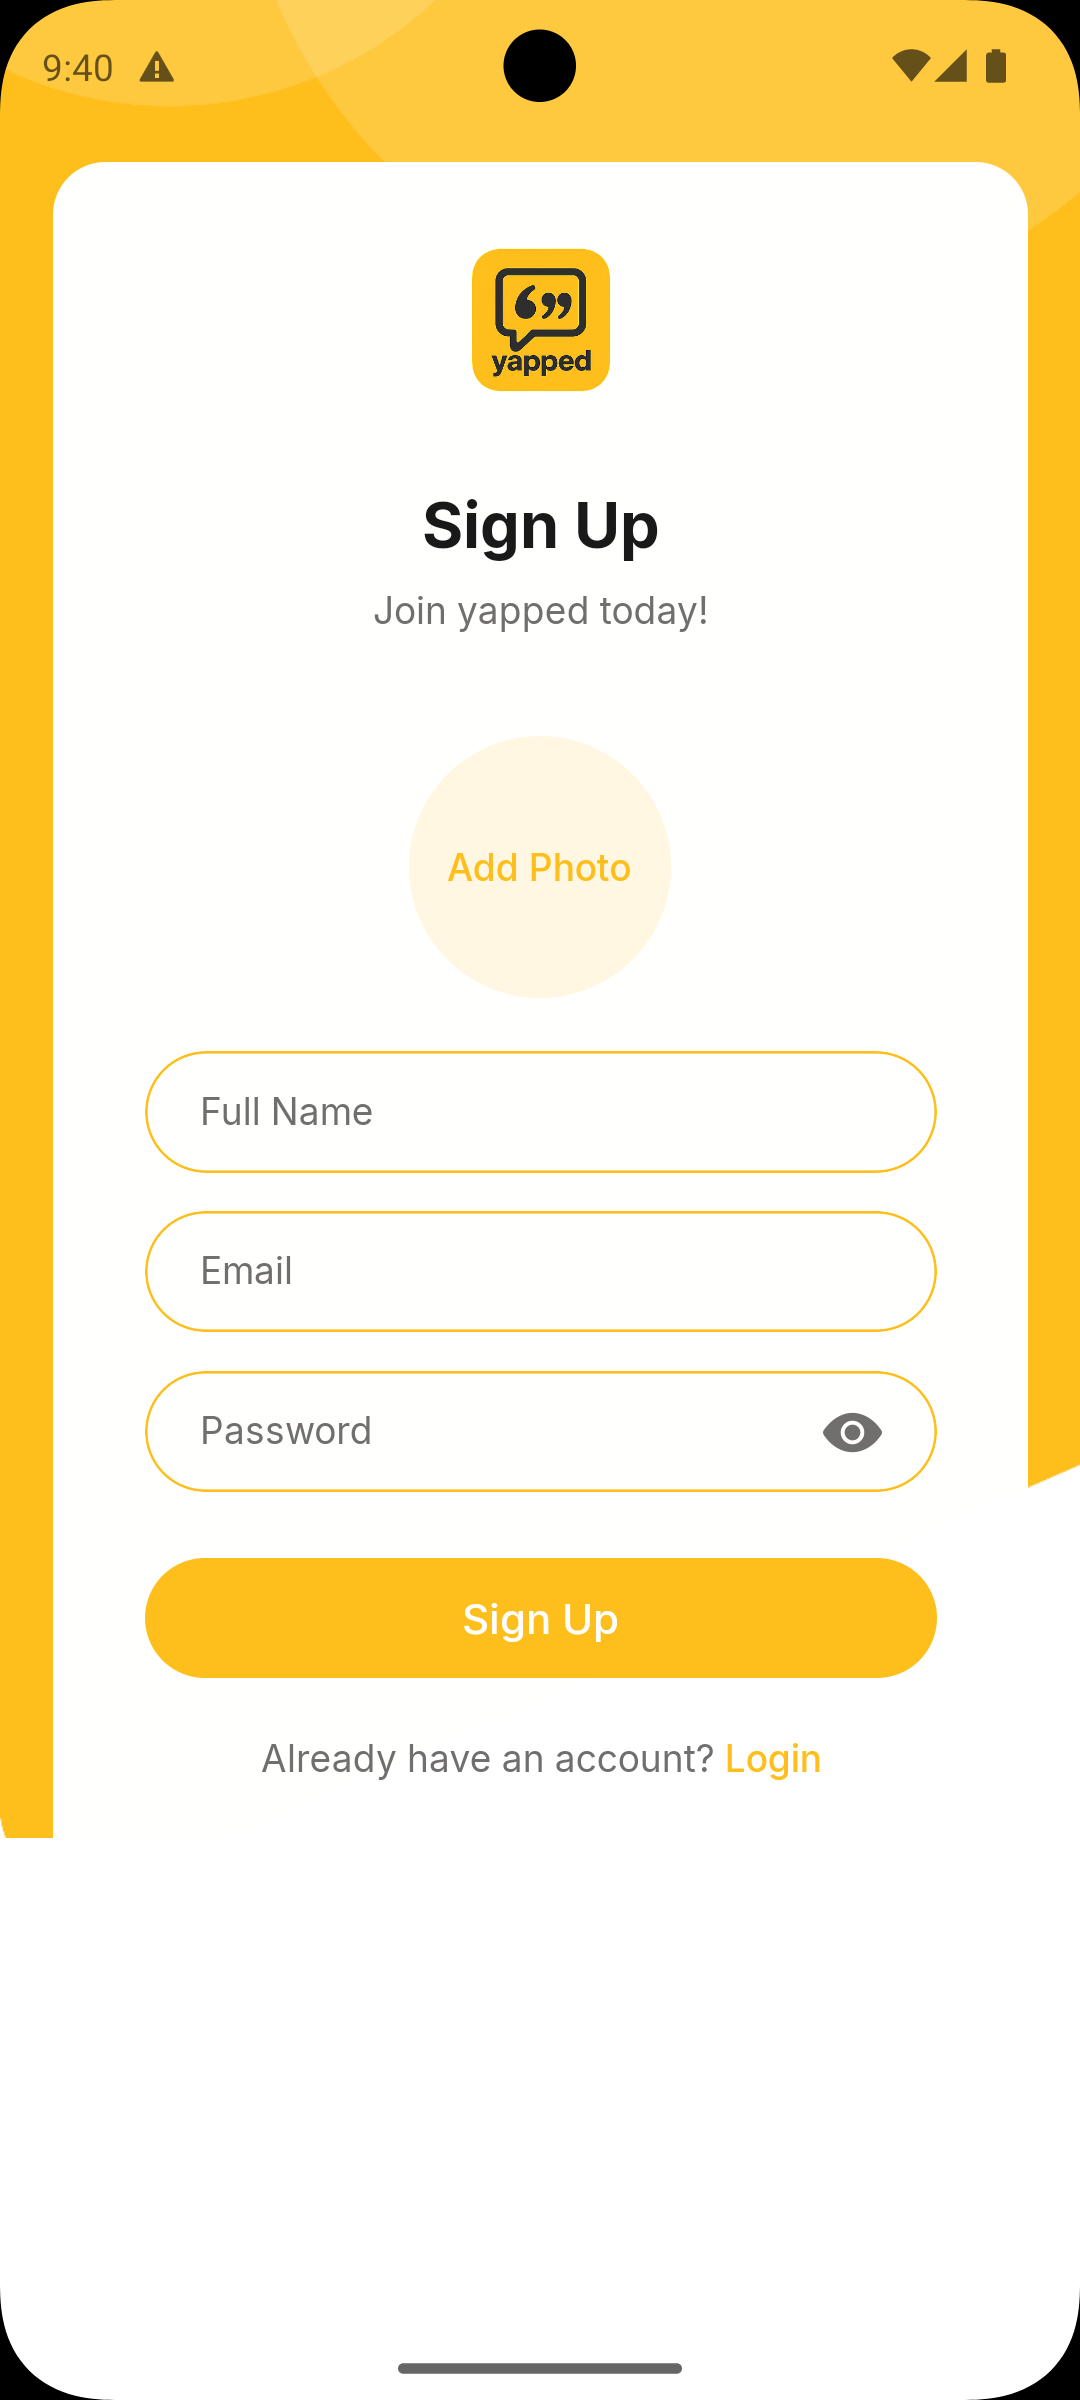 9:40
yapped
Sign Up
Join yapped today!
Add Photo
Full Name
Email
Password
Sign Up
Already have an account? Login